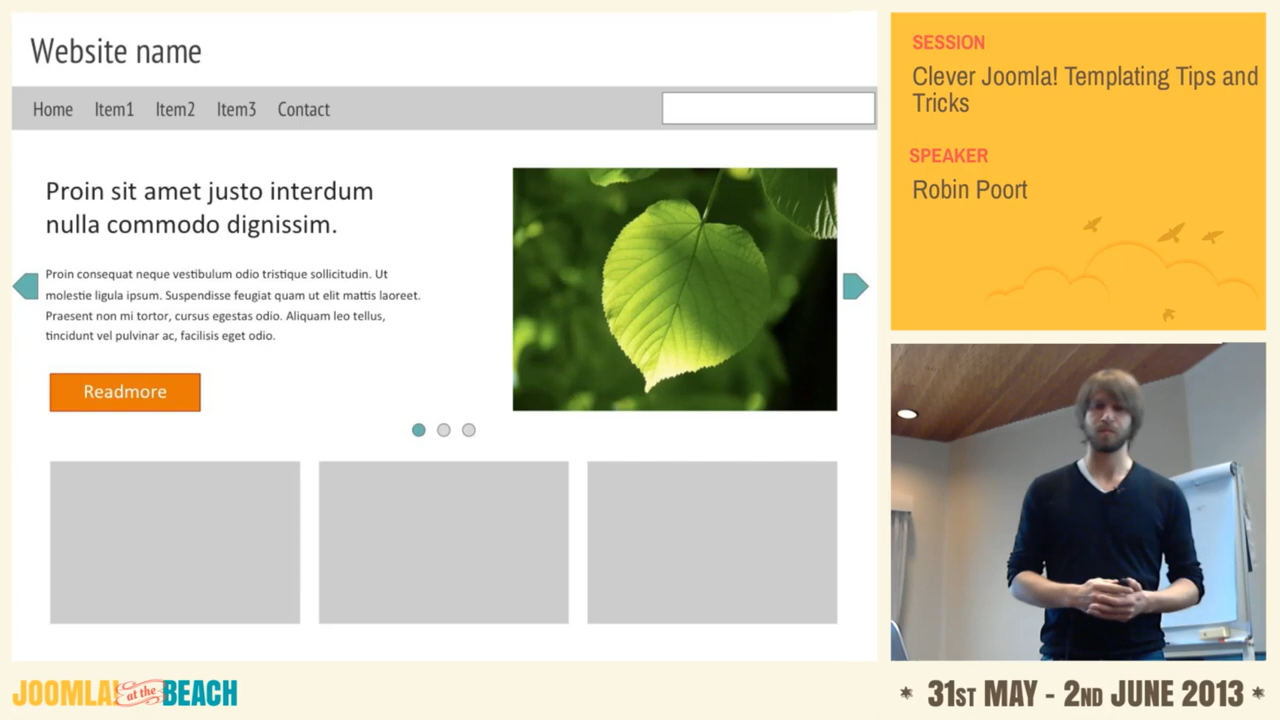 Website name
Home Item1 Item2 Item3 Contact
Proin sit amet justo interdum
nulla commodo dignissim.
Proin consequat neque vestibulum odio tristique sollicitudin. Ut
molestie ligula ipsum. Suspendisse feugiat quam ut elit mattis laoreet.
Praesent non mi tortor, cursus egestas odio. Aliquam leo tellus,
tincidunt vel pulvinar ac, facilisis eget odio.
Readmore
SESSION
Clever Joomla! Templating Tips and
Tricks
SPEAKER
Robin Poort
JOOMLA! at the BEACH
* 31ST MAY - 2ND JUNE 2013 *